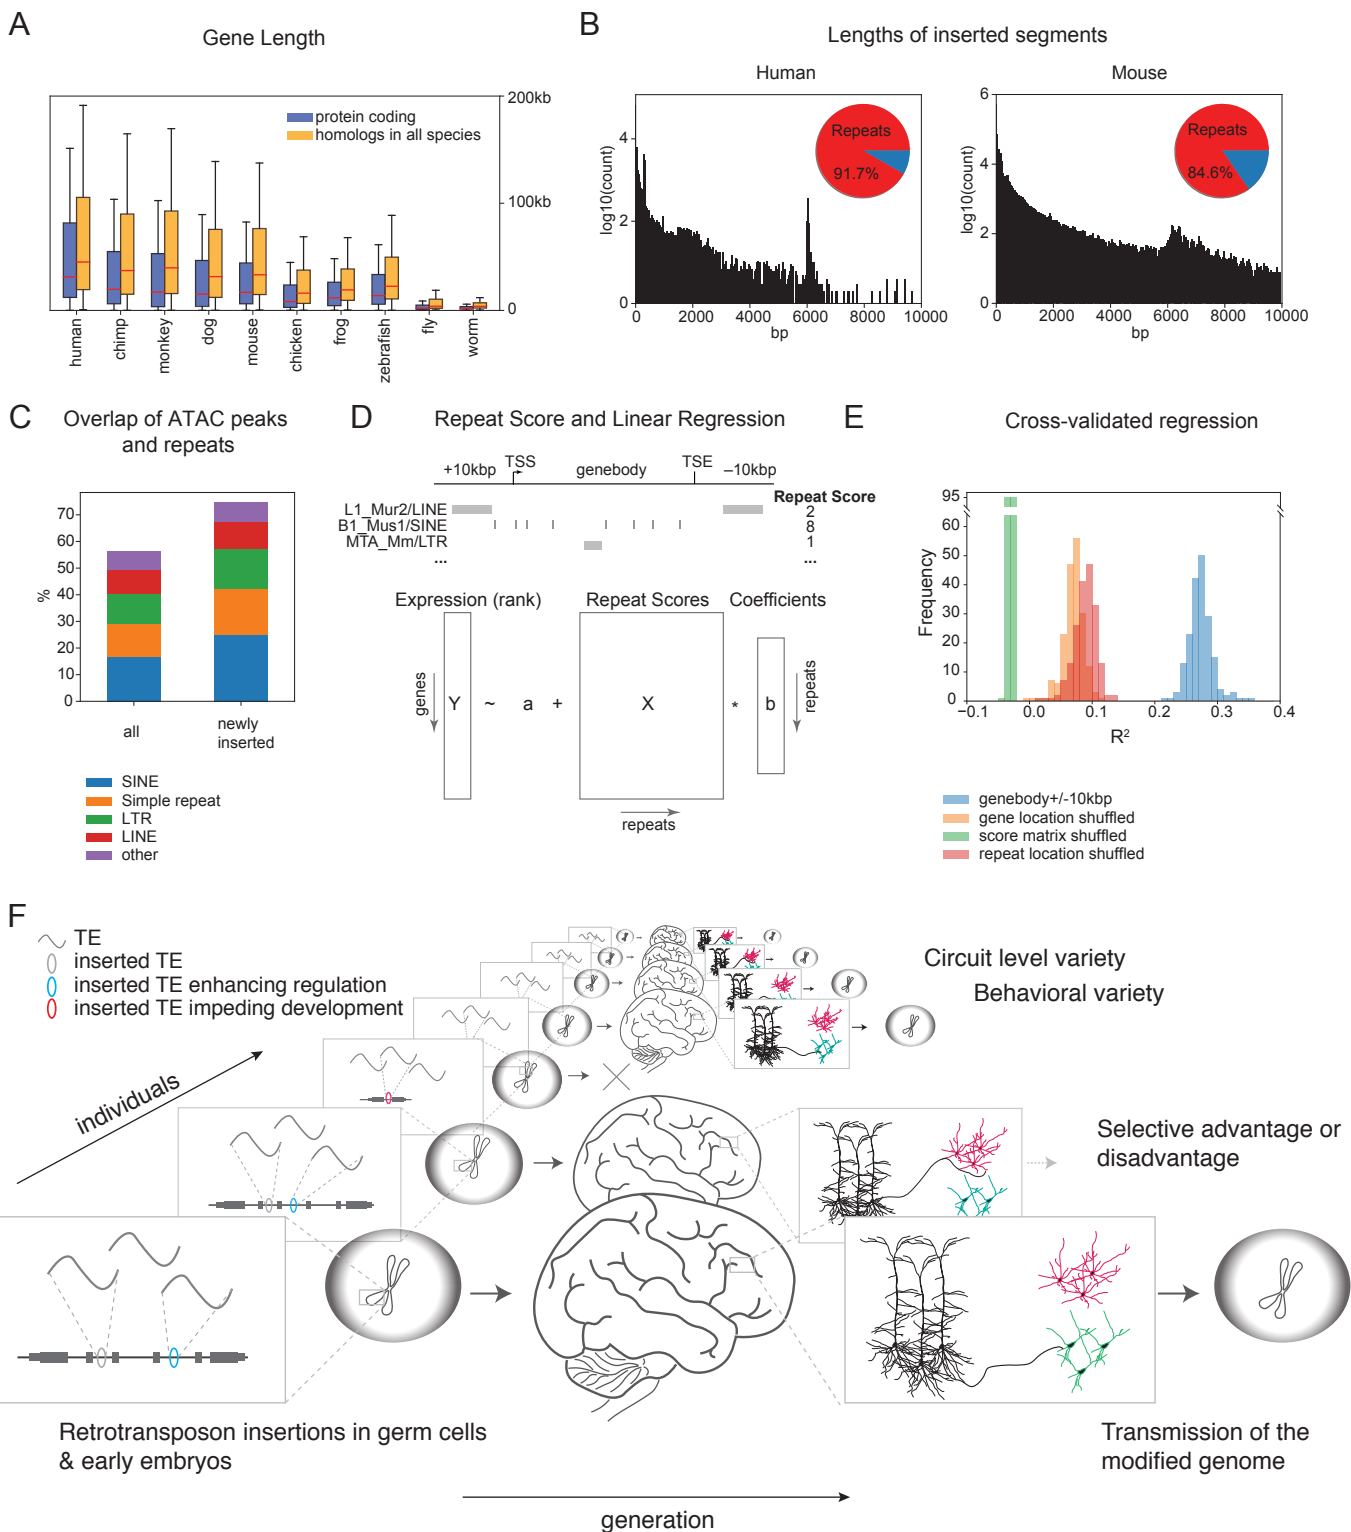 A
Gene Length
200kb
100kb
0
protein coding
homologs in all species
human
chimp
monkey
dog
mouse
chicken
frog
zebrafish
fly
worm
B
Lengths of inserted segments
Human
log10(count)
4
2
0
Repeats
91.7%
0
2000
4000
6000
8000
10000
bp
Mouse
log10(count)
6
4
2
0
Repeats
84.6%
0
2000
4000
6000
8000
10000
bp
C
Overlap of ATAC peaks
and repeats
%
70
60
50
40
30
20
10
0
all
newly
inserted
SINE
Simple repeat
LTR
LINE
other
D
Repeat Score and Linear Regression
+10kbp
TSS
genebody
TSE
−10kbp
Repeat Score
L1_Mur2/LINE
2
B1_Mus1/SINE
8
MTA_Mm/LTR
1
...
...
Expression (rank)
Repeat Scores
Coefficients
genes
Y
~
a
+
X
*
b
repeats
repeats
E
Cross-validated regression
Frequency
95
60
50
40
30
20
10
0
−0.1
0.0
0.1
0.2
0.3
0.4
R²
genebody+/-10kbp
gene location shuffled
score matrix shuffled
repeat location shuffled
F
TE
inserted TE
inserted TE enhancing regulation
inserted TE impeding development
individuals
Circuit level variety
Behavioral variety
Selective advantage or
disadvantage
Retrotransposon insertions in germ cells
& early embryos
Transmission of the
modified genome
generation